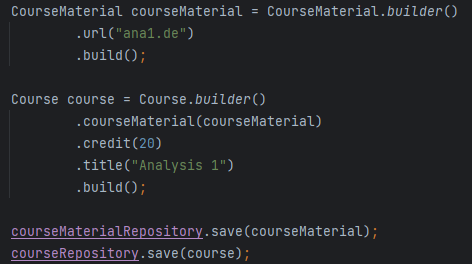 CourseMaterial courseMaterial = CourseMaterial.builder()
        .url("ana1.de")
        .build();

Course course = Course.builder()
        .courseMaterial(courseMaterial)
        .credit(20)
        .title("Analysis 1")
        .build();

courseMaterialRepository.save(courseMaterial);
courseRepository.save(course);